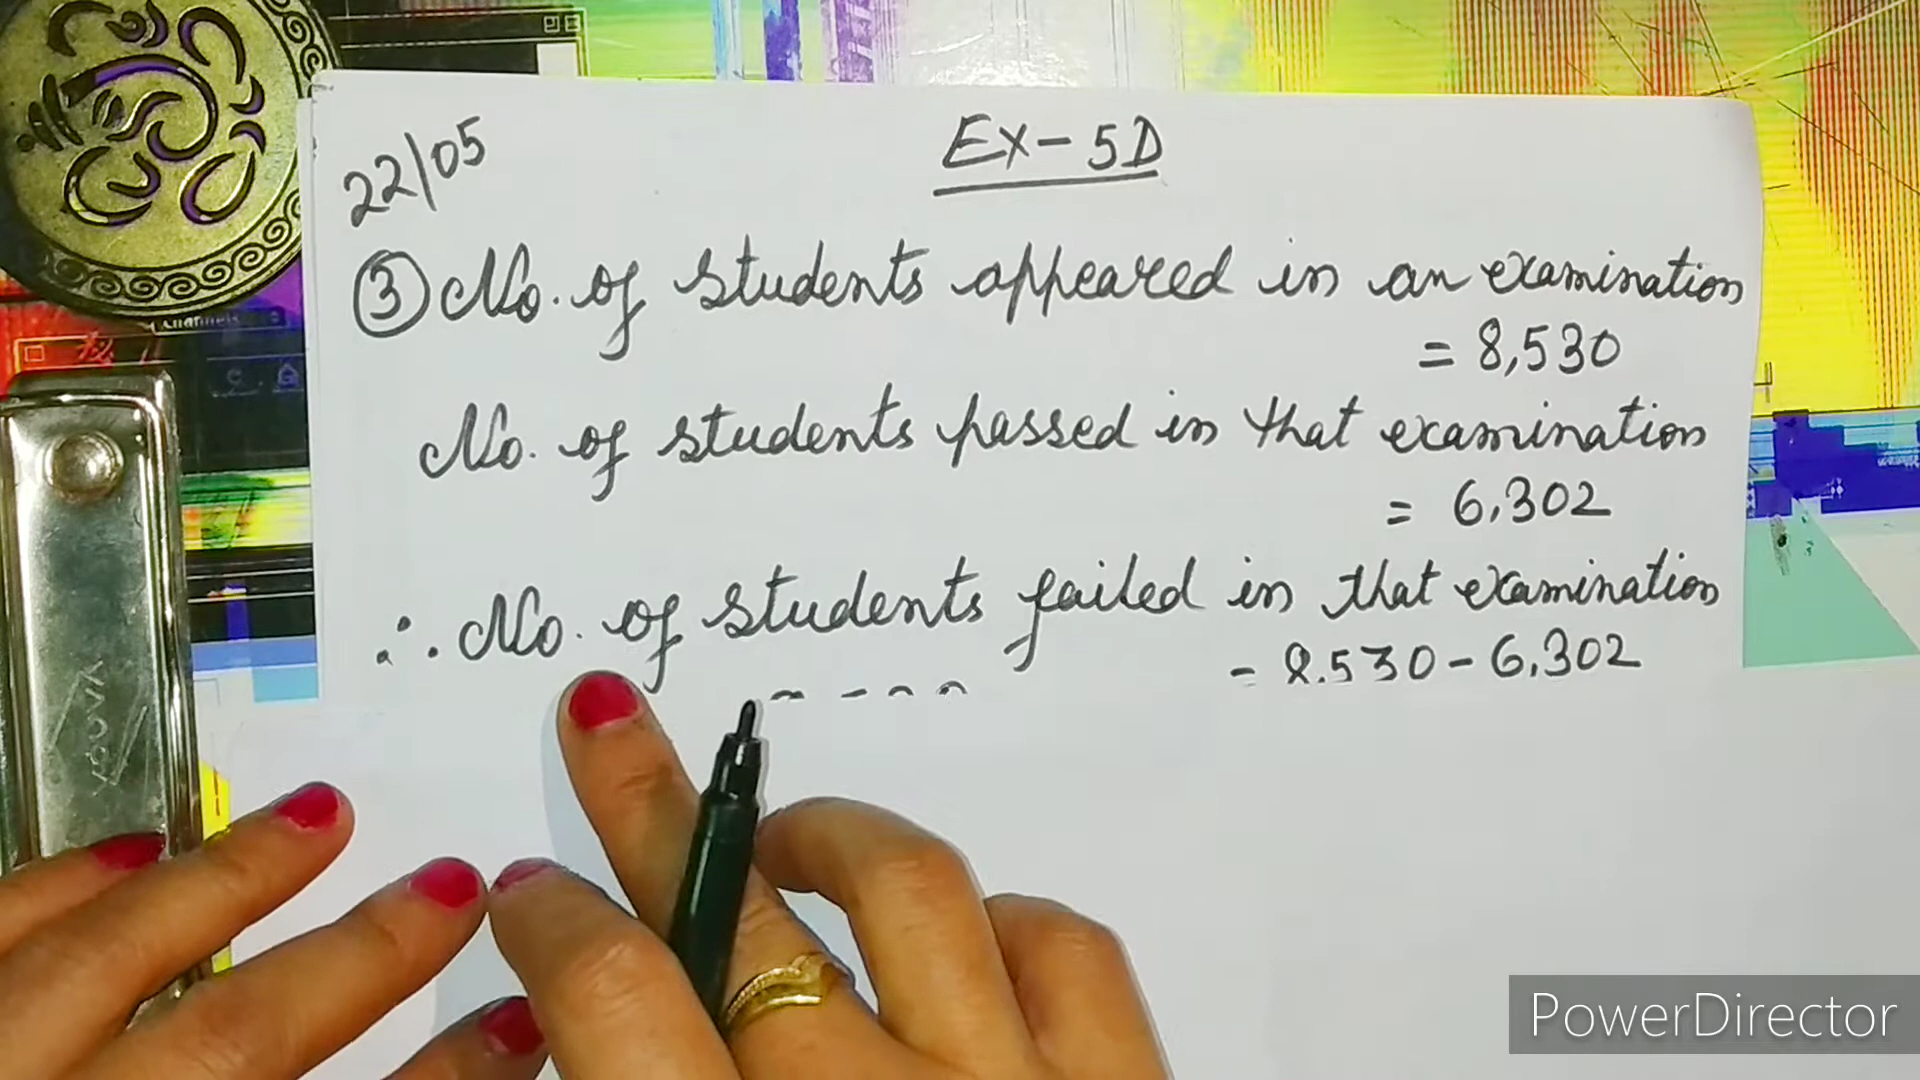 22/05
Ex-5D
③ No. of students appeared in an examination
= 8,530
No. of students passed in that examination
= 6,302
∴ No. of students failed in that examination
= 8,530 - 6,302
PowerDirector